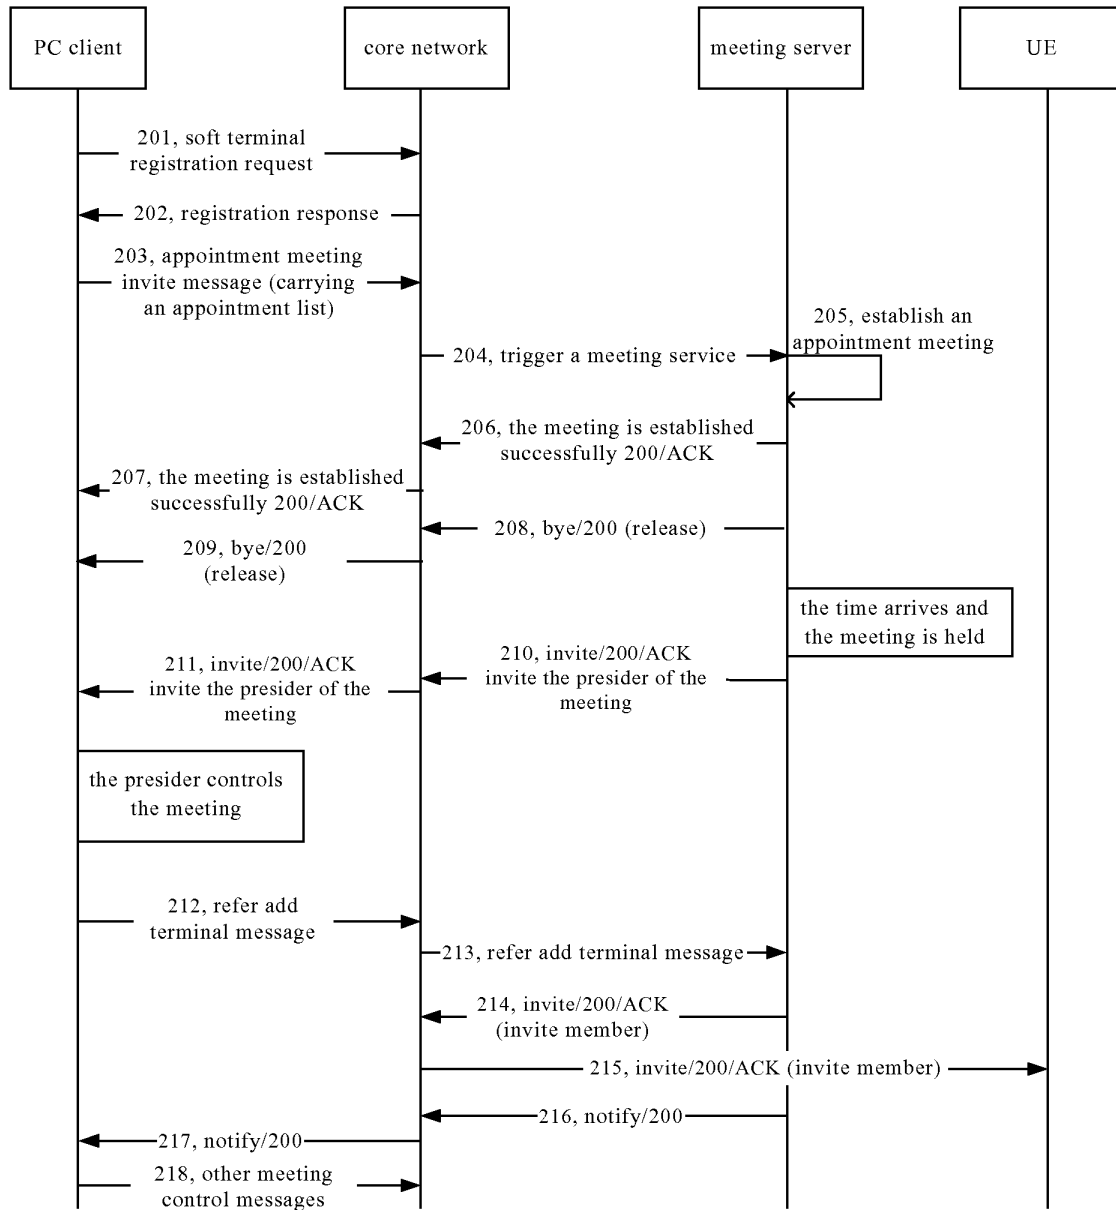 PC client
core network
meeting server
UE
201, soft terminal
registration request
202, registration response
203, appointment meeting
invite message (carrying
an appointment list)
205, establish an
appointment meeting
204, trigger a meeting service
206, the meeting is established
successfully 200/ACK
207, the meeting is established
successfully 200/ACK
208, bye/200 (release)
209, bye/200
(release)
the time arrives and
the meeting is held
210, invite/200/ACK
invite the presider of the
meeting
211, invite/200/ACK
invite the presider of the
meeting
the presider controls
the meeting
212, refer add
terminal message
213, refer add terminal message
214, invite/200/ACK
(invite member)
215, invite/200/ACK (invite member)
216, notify/200
217, notify/200
218, other meeting
control messages